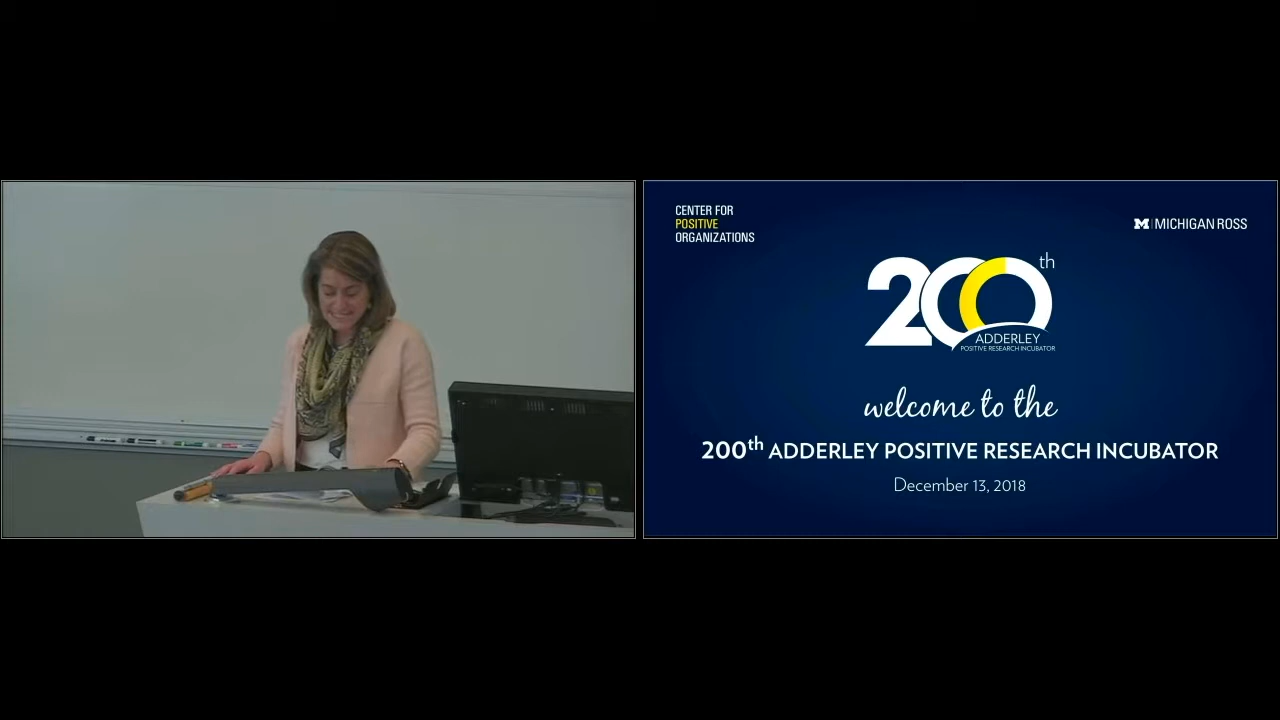 CENTER FOR
POSITIVE
ORGANIZATIONS
M | MICHIGAN ROSS
200th
ADDERLEY
POSITIVE RESEARCH INCUBATOR
welcome to the
200th ADDERLEY POSITIVE RESEARCH INCUBATOR
December 13, 2018